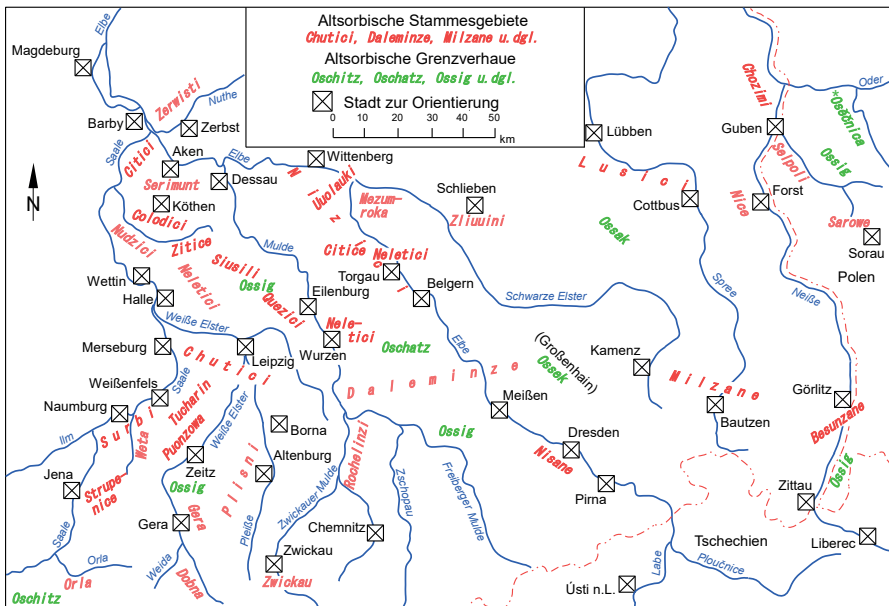 Altsorbische Stammesgebiete
Chutici, Daleminze, Milzane u.dgl.
Altsorbische Grenzverhaue
Oschitz, Oschatz, Ossig u.dgl.
Stadt zur Orientierung
0 10 20 30 40 50
km
N
Elbe
Magdeburg
Zerwisti
Nuthe
Barby
Zerbst
Saale
Citici
Aken
Elbe
Wittenberg
Serimunt
Dessau
Nizici
Uuolauki
Mezumroka
Schlieben
Zliuuini
Köthen
Colodici
Nudzici
Zitice
Siusili
Mulde
Citice
Neletici
Torgau
Belgern
Wettin
Neletici
Ossig
Quezici
Eilenburg
Halle
Weiße Elster
Neletici
Wurzen
Oschatz
Elbe
Schwarze Elster
Merseburg
Chutici
Leipzig
Daleminze
(Großenhain)
Ossek
Kamenz
Milzane
Bautzen
Weißenfels
Saale
Naumburg
Surbi
Tucharin
Puonzowa
Weta
Weiße Elster
Borna
Meißen
Ilm
Jena
Strupenice
Zeitz
Ossig
Plisni
Altenburg
Rochelinzi
Ossig
Dresden
Nisane
Pirna
Gera
Gera
Pleiße
Zwickauer Mulde
Chemnitz
Zschopau
Freiberger Mulde
Saale
Orla
Orla
Oschitz
Weida
Dobna
Zwickau
Zwickau
Lübben
Lusici
Cottbus
Ossak
Spree
Chozimi
Oder
Guben
*Osěčnica
Ossig
Selpoli
Nice
Forst
Sarowe
Sorau
Polen
Neiße
Görlitz
Besunzane
Zittau
Ossig
Liberec
Tschechien
Ploučnice
Labe
Ústi n.L.